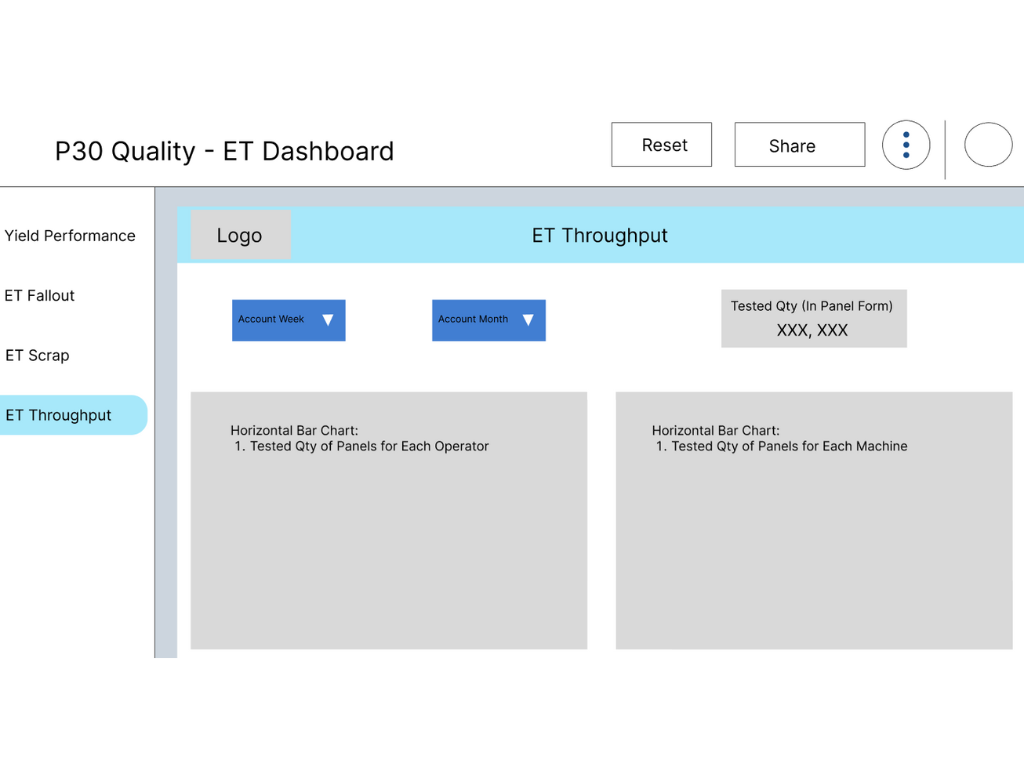 P30 Quality - ET Dashboard
Reset
Share
Yield Performance
ET Fallout
ET Scrap
ET Throughput
Logo
ET Throughput
Account Week
Account Month
Tested Qty (In Panel Form)
XXX, XXX
Horizontal Bar Chart:
1. Tested Qty of Panels for Each Operator
Horizontal Bar Chart:
1. Tested Qty of Panels for Each Machine